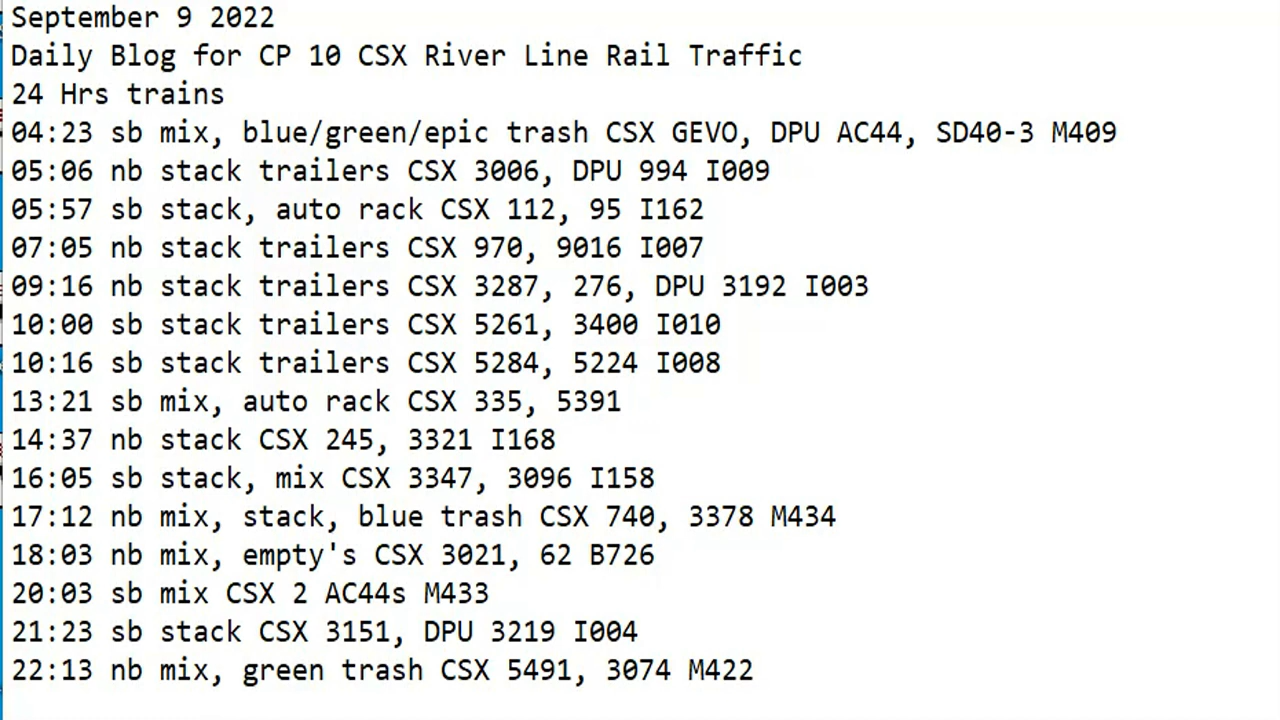 September 9 2022
Daily Blog for CP 10 CSX River Line Rail Traffic
24 Hrs trains
04:23 sb mix, blue/green/epic trash CSX GEVO, DPU AC44, SD40-3 M409
05:06 nb stack trailers CSX 3006, DPU 994 I009
05:57 sb stack, auto rack CSX 112, 95 I162
07:05 nb stack trailers CSX 970, 9016 I007
09:16 nb stack trailers CSX 3287, 276, DPU 3192 I003
10:00 sb stack trailers CSX 5261, 3400 I010
10:16 sb stack trailers CSX 5284, 5224 I008
13:21 sb mix, auto rack CSX 335, 5391
14:37 nb stack CSX 245, 3321 I168
16:05 sb stack, mix CSX 3347, 3096 I158
17:12 nb mix, stack, blue trash CSX 740, 3378 M434
18:03 nb mix, empty's CSX 3021, 62 B726
20:03 sb mix CSX 2 AC44s M433
21:23 sb stack CSX 3151, DPU 3219 I004
22:13 nb mix, green trash CSX 5491, 3074 M422